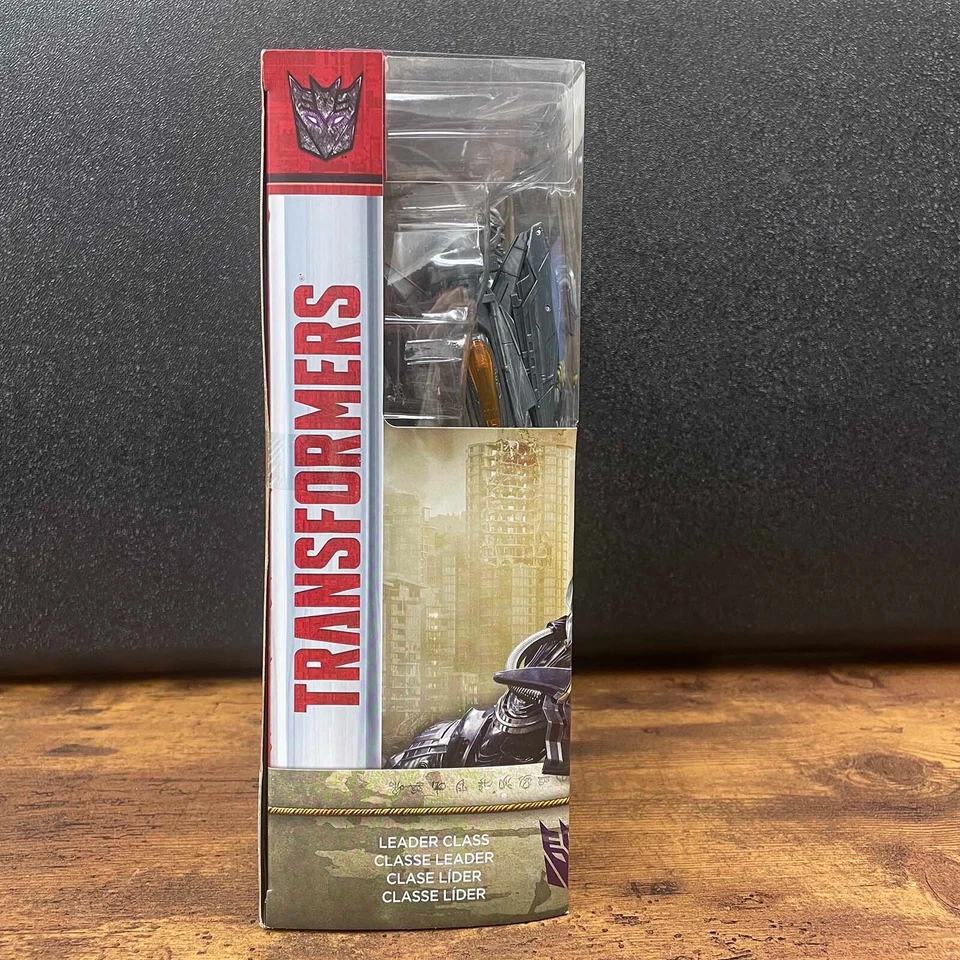 TRANSFORMERS
LEADER CLASS
CLASSE LEADER
CLASE LÍDER
CLASSE LÍDER